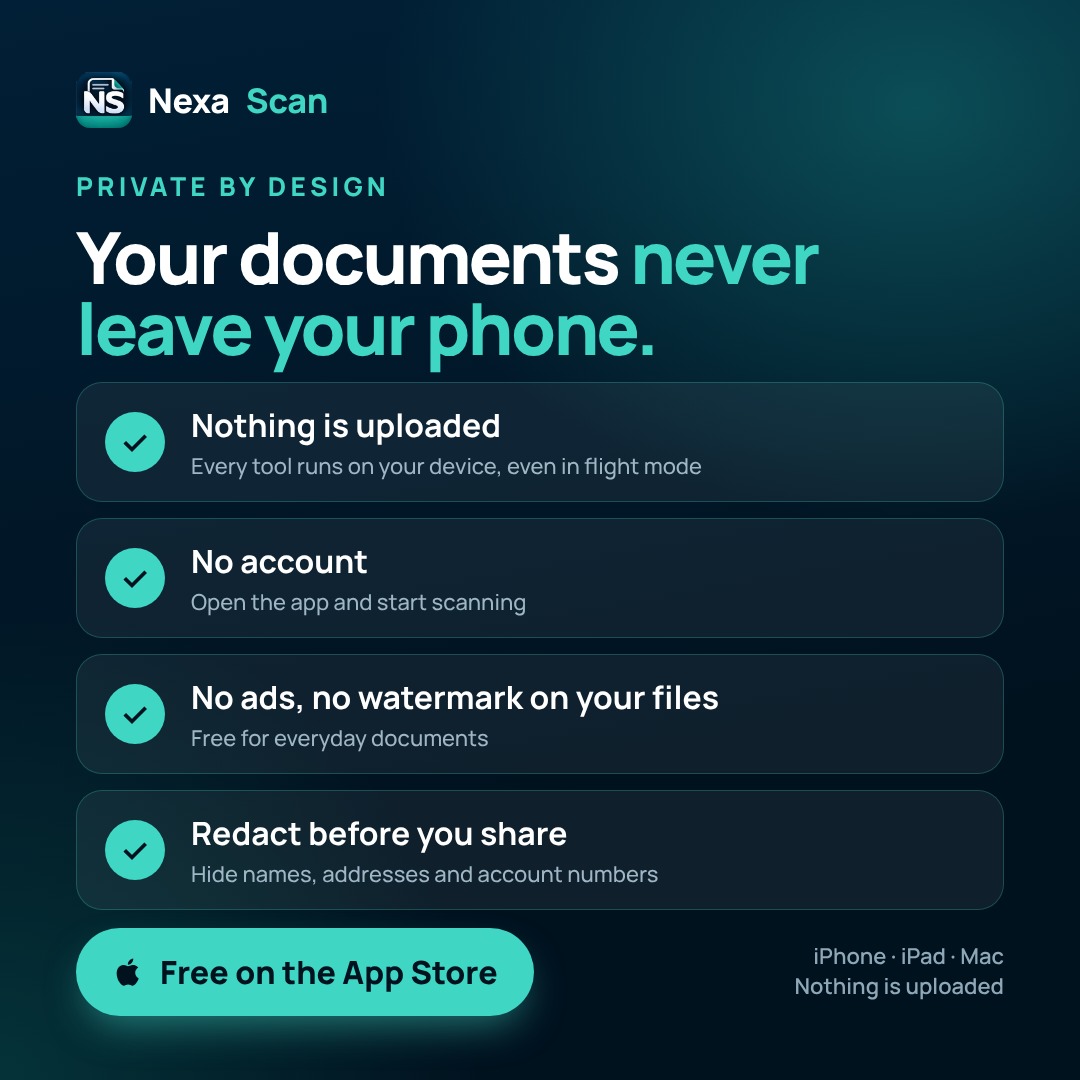 NS
Nexa Scan
PRIVATE BY DESIGN
Your documents never
leave your phone.
Nothing is uploaded
Every tool runs on your device, even in flight mode
No account
Open the app and start scanning
No ads, no watermark on your files
Free for everyday documents
Redact before you share
Hide names, addresses and account numbers
Free on the App Store
iPhone · iPad · Mac
Nothing is uploaded